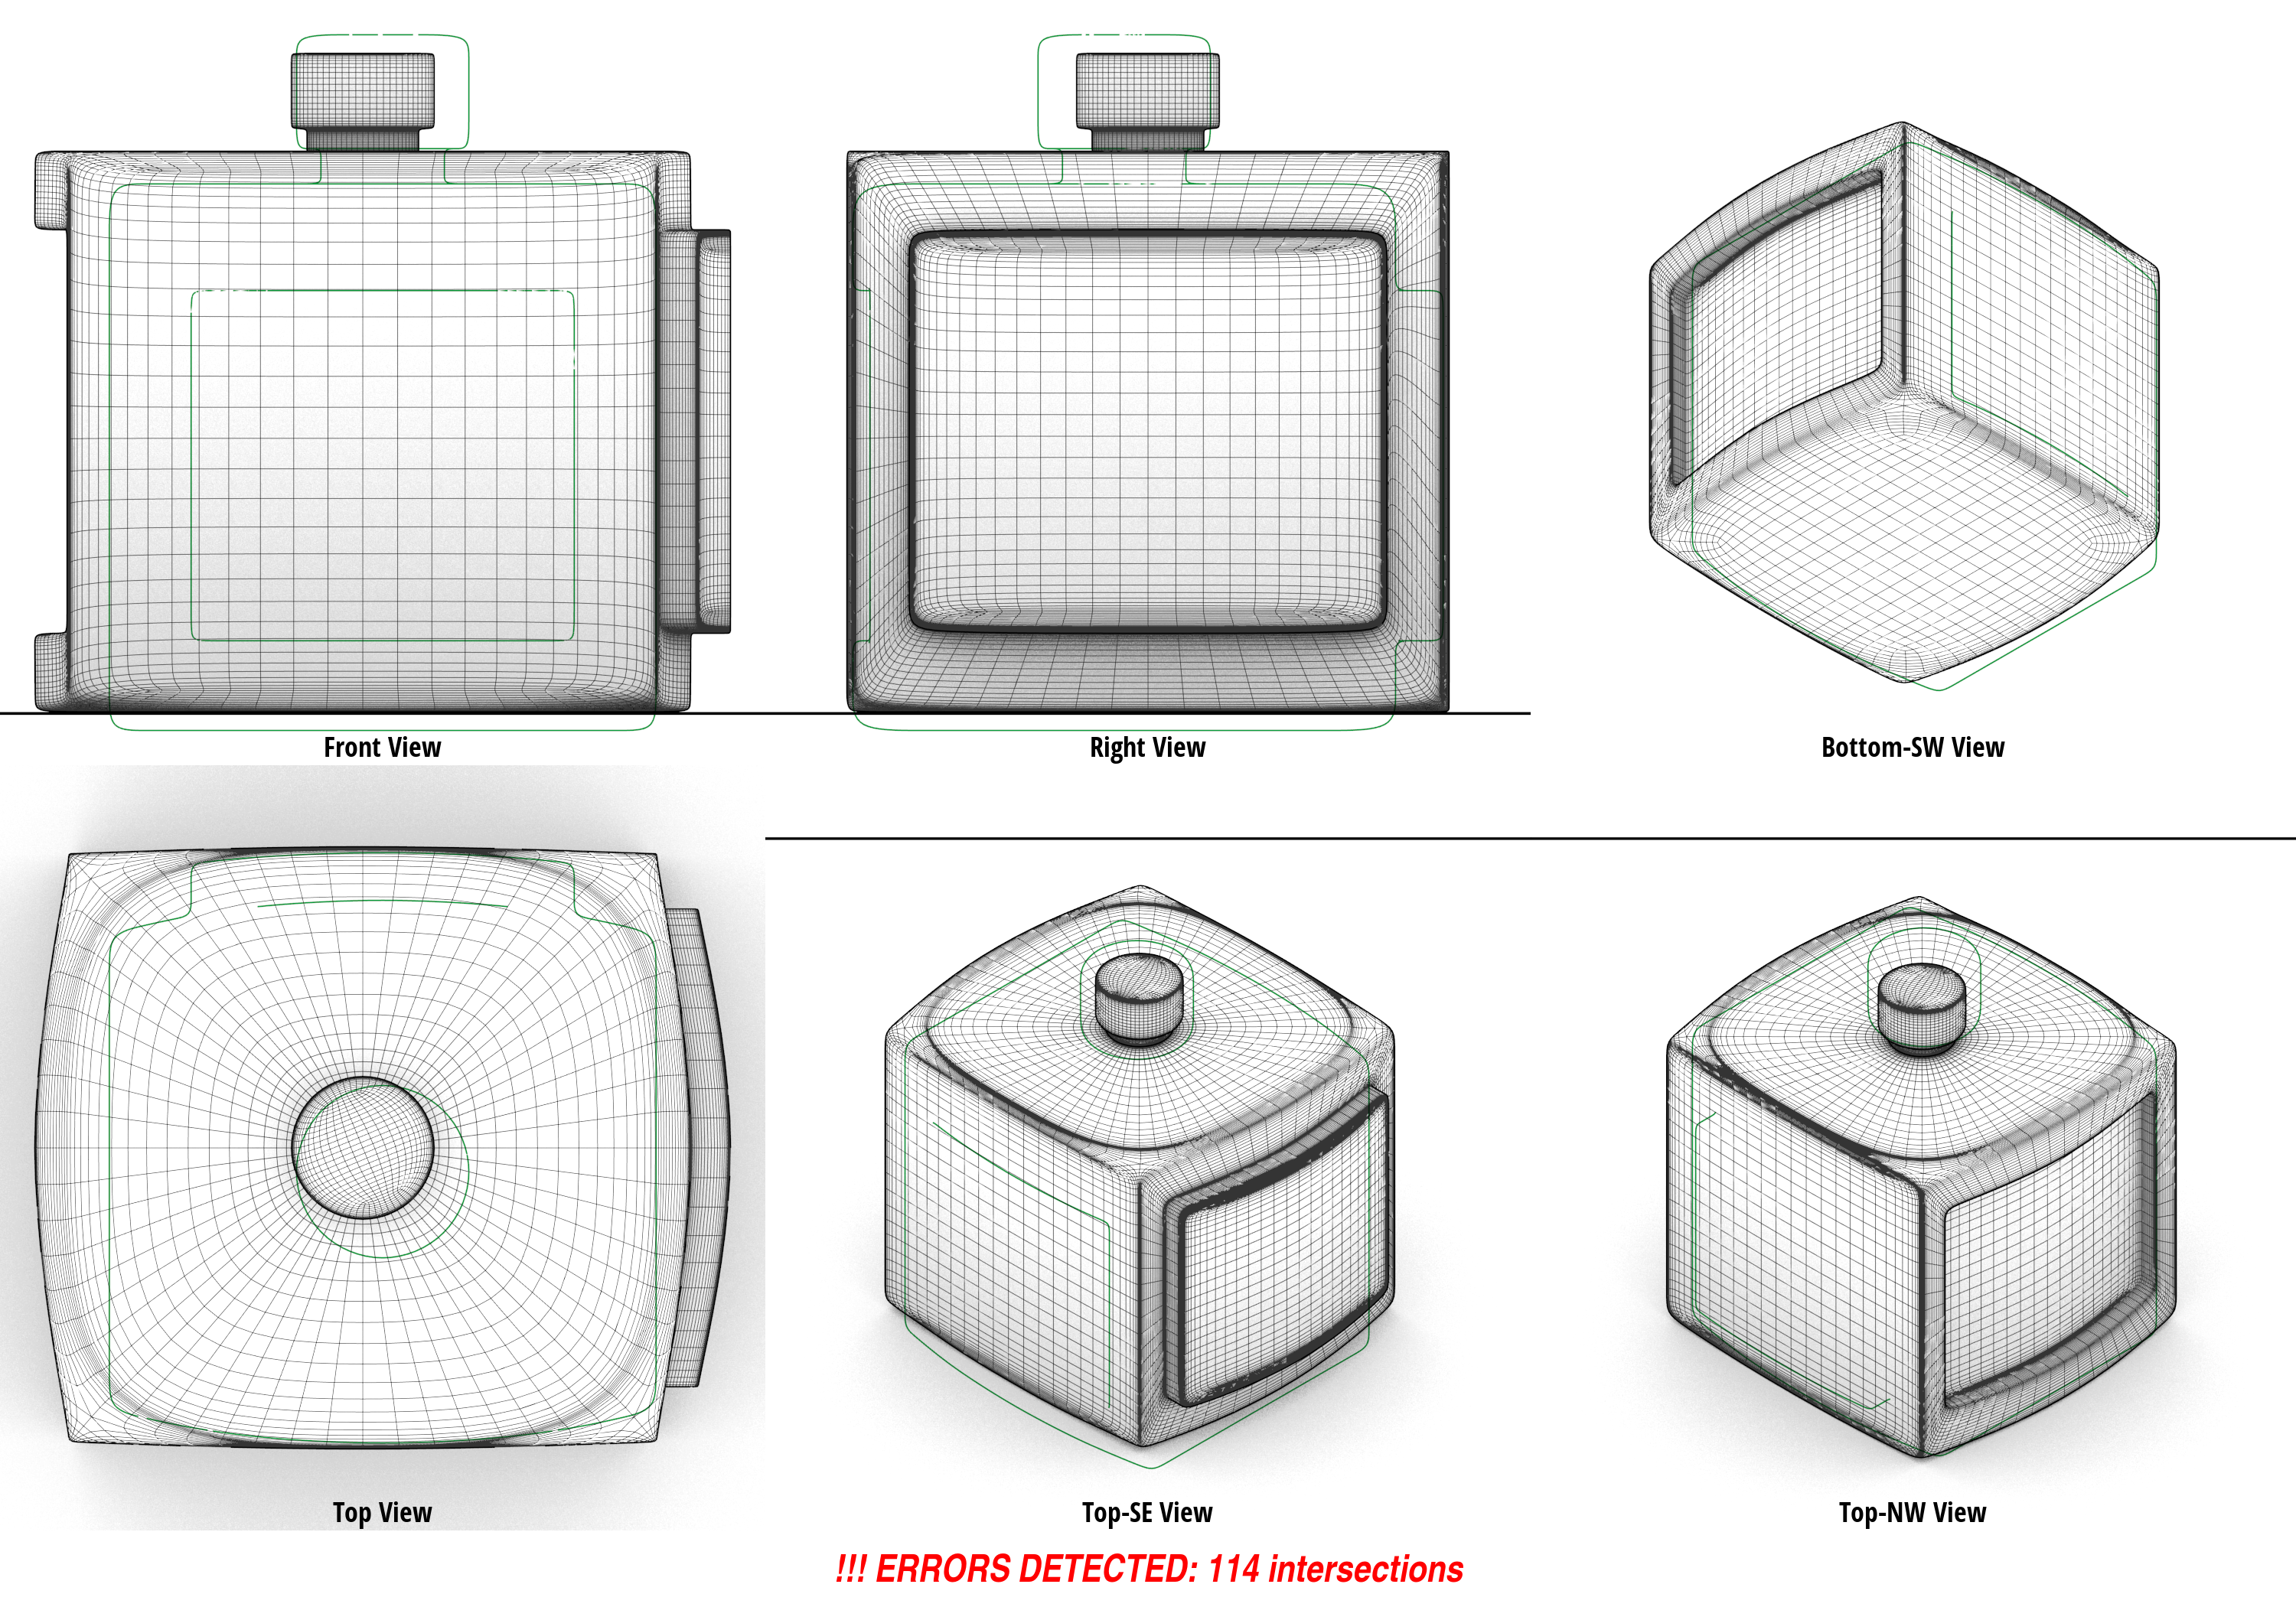 Front View
Right View
Bottom-SW View
Top View
Top-SE View
Top-NW View
!!! ERRORS DETECTED: 114 intersections